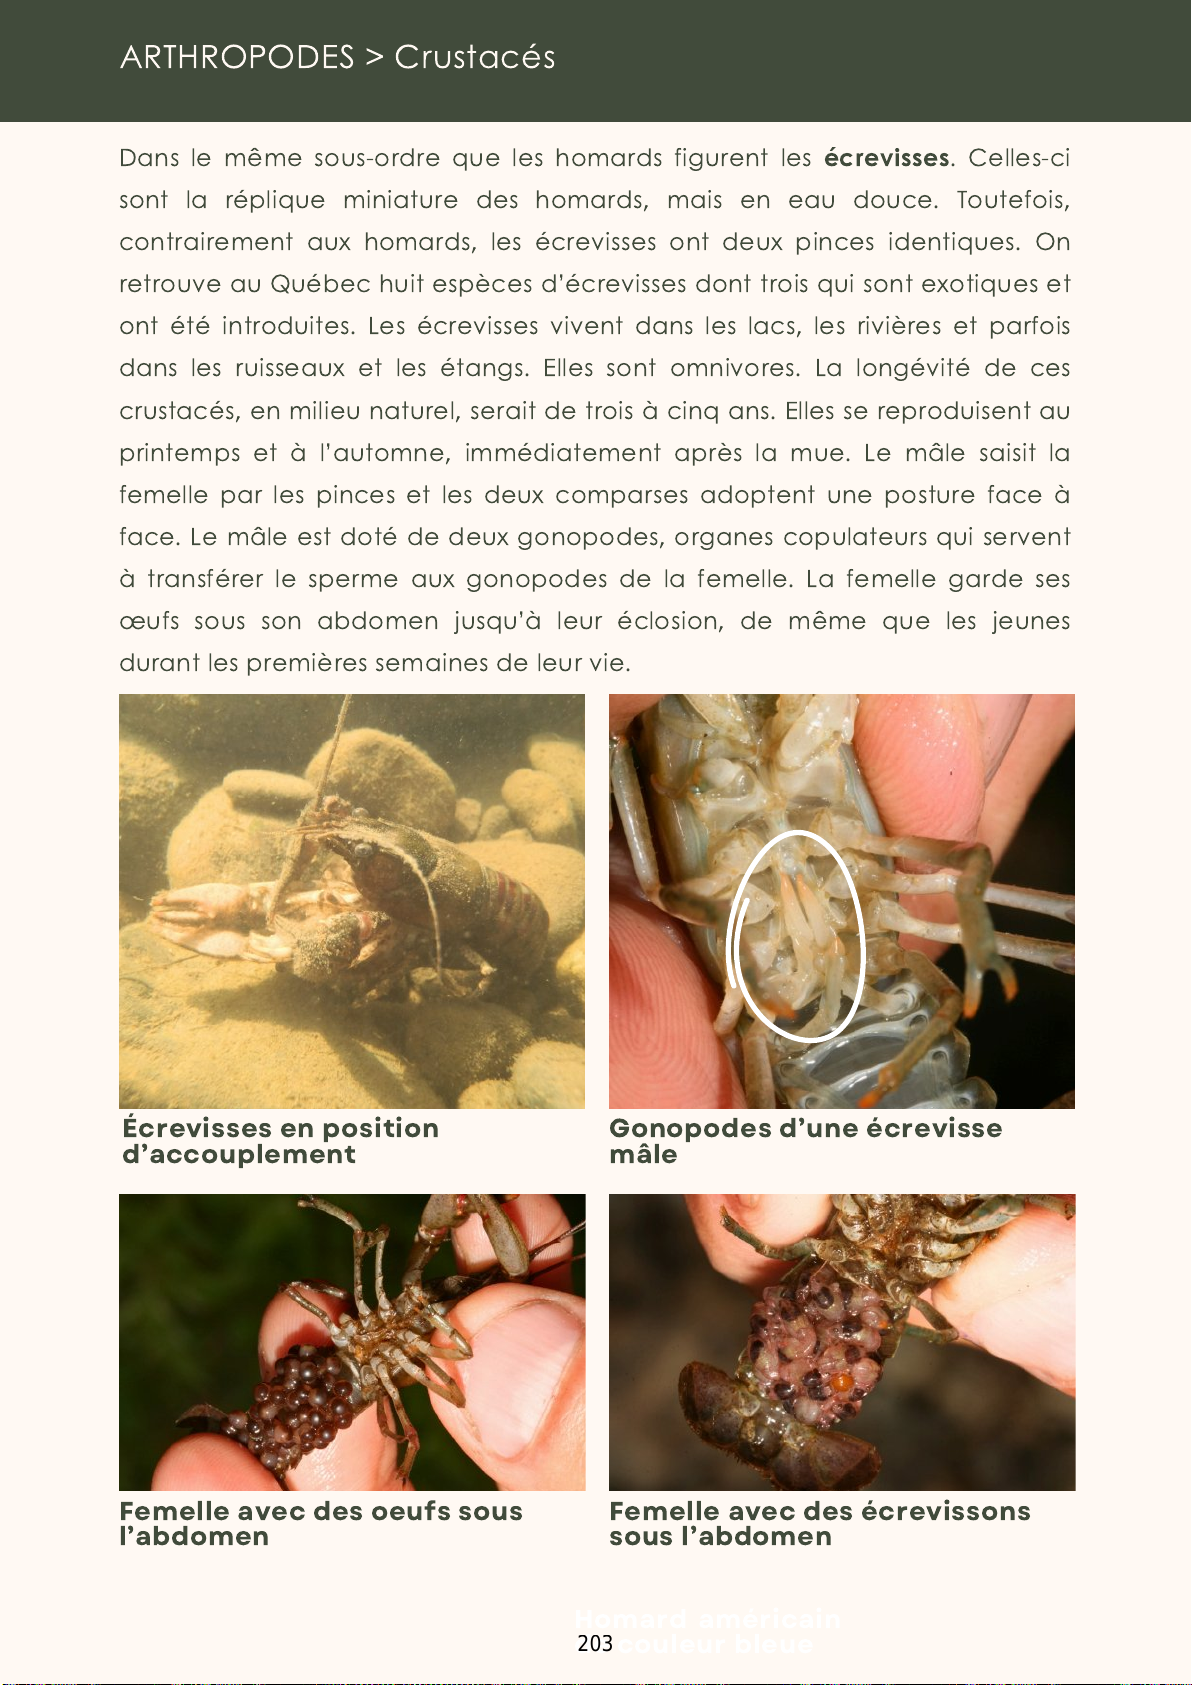 ARTHROPODES > Crustacés
Dans le même sous-ordre que les homards figurent les écrevisses. Celles-ci
sont la réplique miniature des homards, mais en eau douce. Toutefois,
contrairement aux homards, les écrevisses ont deux pinces identiques. On
retrouve au Québec huit espèces d'écrevisses dont trois qui sont exotiques et
ont été introduites. Les écrevisses vivent dans les lacs, les rivières et parfois
dans les ruisseaux et les étangs. Elles sont omnivores. La longévité de ces
crustacés, en milieu naturel, serait de trois à cinq ans. Elles se reproduisent au
printemps et à l'automne, immédiatement après la mue. Le mâle saisit la
femelle par les pinces et les deux comparses adoptent une posture face à
face. Le mâle est doté de deux gonopodes, organes copulateurs qui servent
à transférer le sperme aux gonopodes de la femelle. La femelle garde ses
œufs sous son abdomen jusqu'à leur éclosion, de même que les jeunes
durant les premières semaines de leur vie.
Écrevisses en position
d'accouplement
Gonopodes d'une écrevisse
mâle
Femelle avec des oeufs sous
l'abdomen
Femelle avec des écrevissons
sous l'abdomen
Homard américain
couleur bleue
203